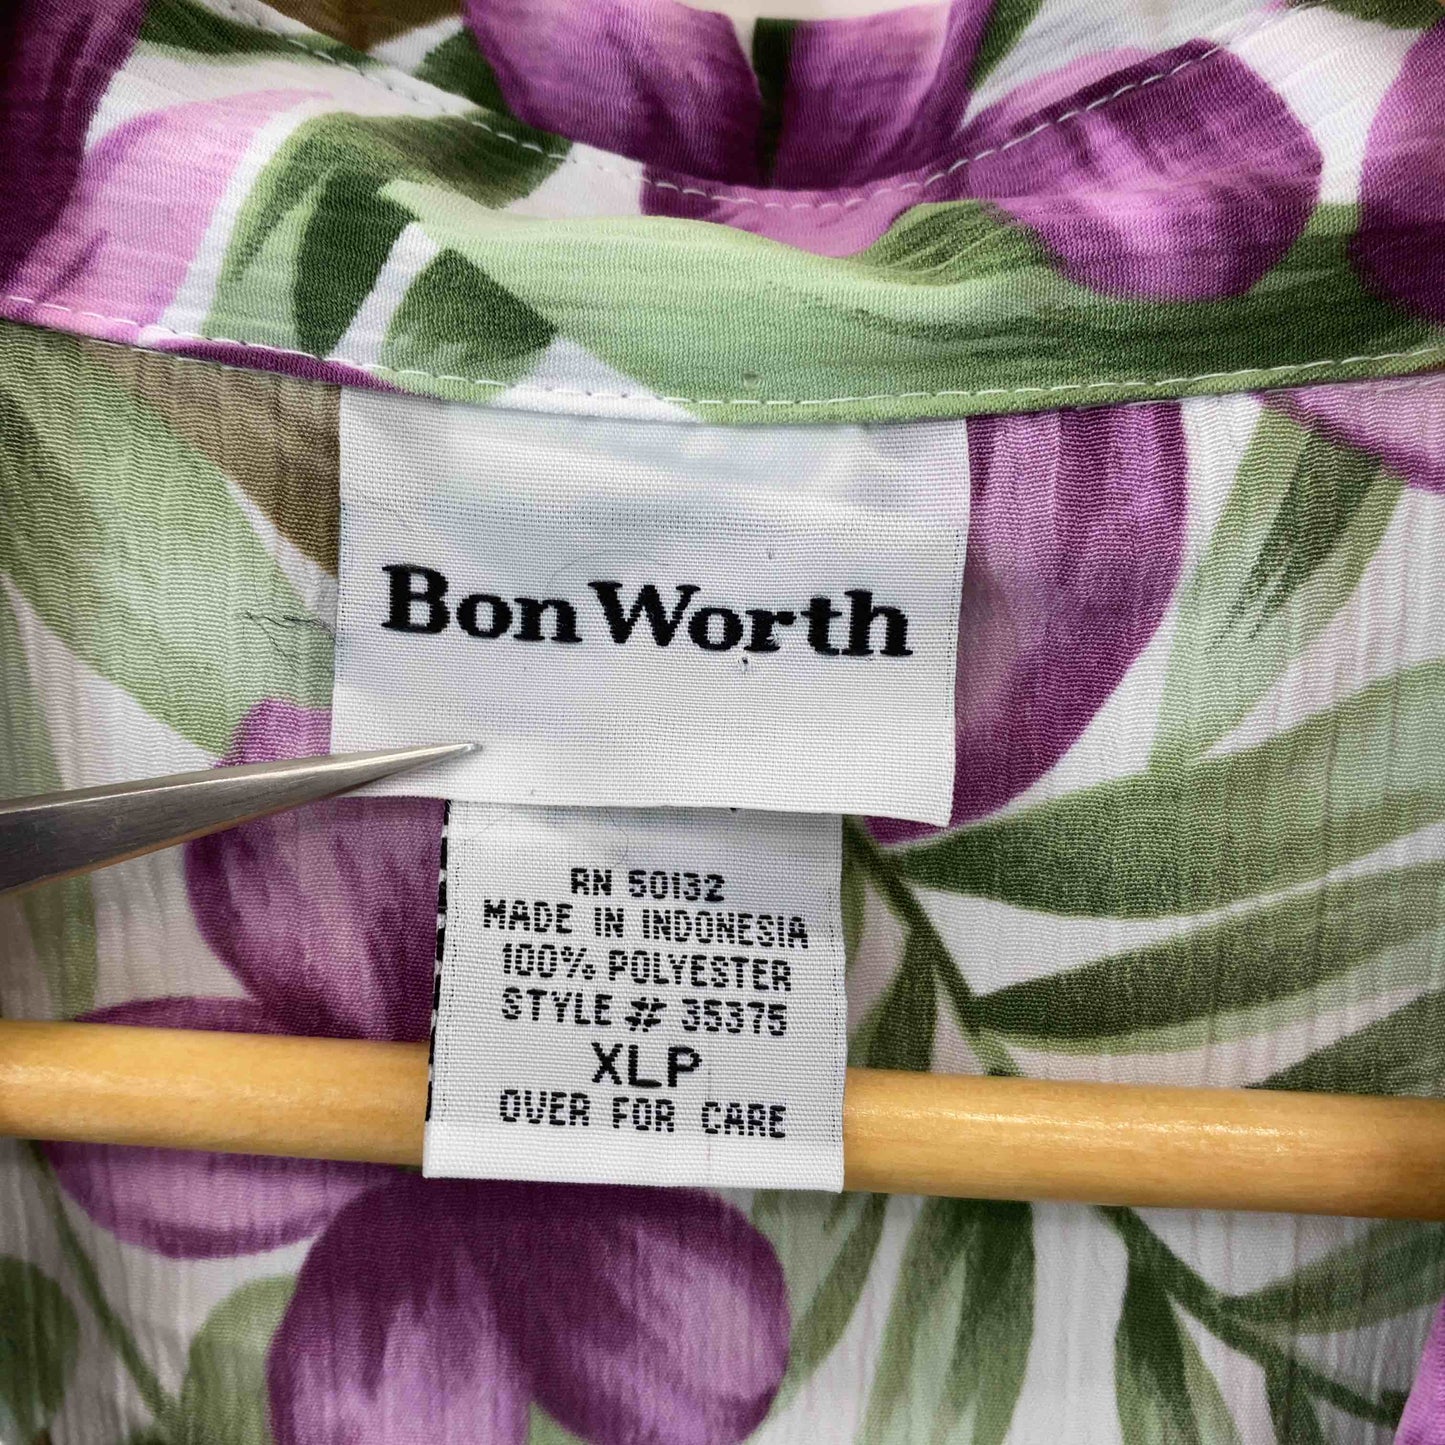 Bon Worth
RN 50132
MADE IN INDONESIA
100% POLYESTER
STYLE # 35375
XLP
OVER FOR CARE